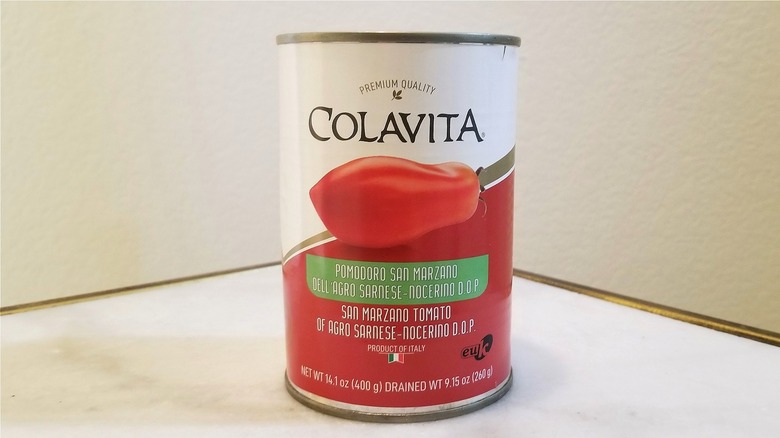 PREMIUM QUALITY
COLAVITA®
POMODORO SAN MARZANO
DELL'AGRO SARNESE-NOCERINO D.O.P.
SAN MARZANO TOMATO
OF AGRO SARNESE-NOCERINO D.O.P.
PRODUCT OF ITALY
euK
NET WT 14.1 oz (400 g) DRAINED WT 9.15 oz (260 g)